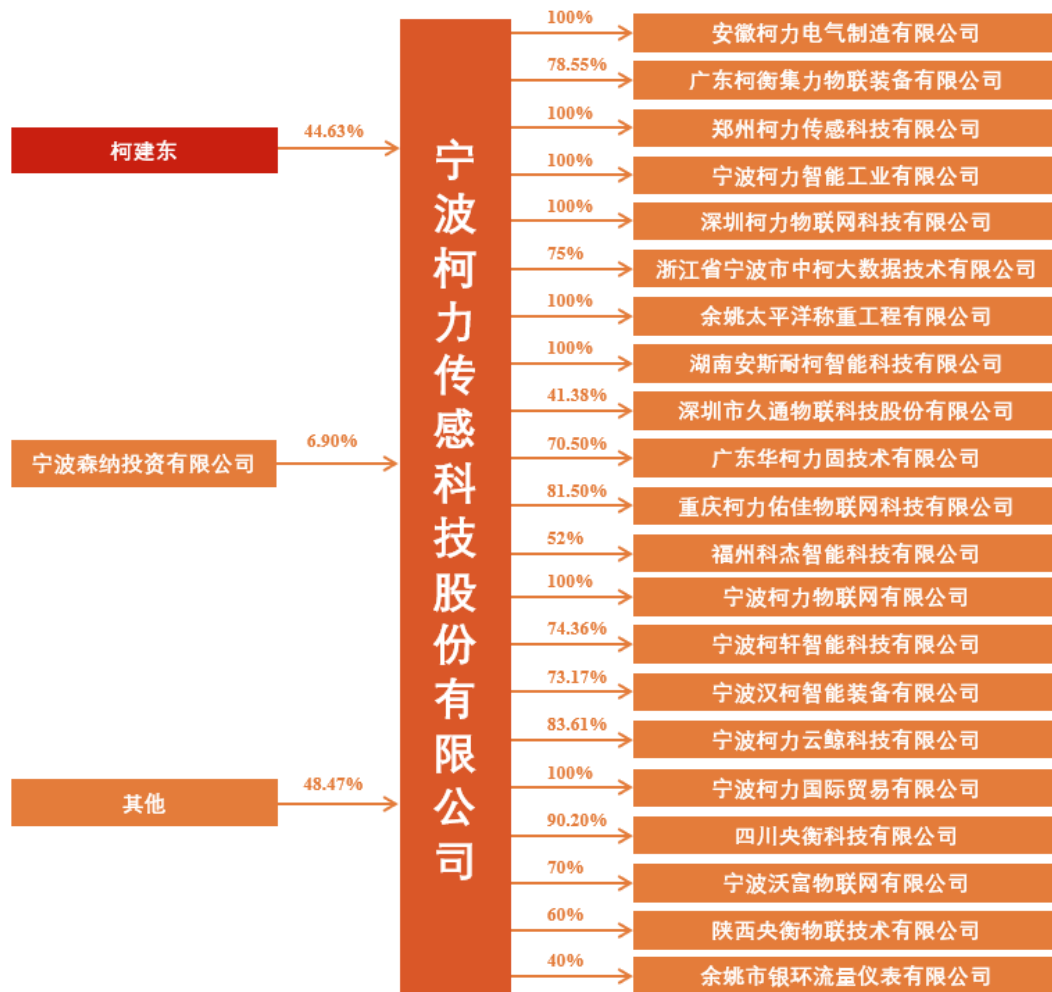 柯建东
44.63%
宁波森纳投资有限公司
6.90%
其他
48.47%
宁波柯力传感科技股份有限公司
100%
安徽柯力电气制造有限公司
78.55%
广东柯衡集力物联装备有限公司
100%
郑州柯力传感科技有限公司
100%
宁波柯力智能工业有限公司
100%
深圳柯力物联网科技有限公司
75%
浙江省宁波市中柯大数据技术有限公司
100%
余姚太平洋称重工程有限公司
100%
湖南安斯耐柯智能科技有限公司
41.38%
深圳市久通物联科技股份有限公司
70.50%
广东华柯力固技术有限公司
81.50%
重庆柯力佑佳物联网科技有限公司
52%
福州科杰智能科技有限公司
100%
宁波柯力物联网有限公司
74.36%
宁波柯轩智能科技有限公司
73.17%
宁波汉柯智能装备有限公司
83.61%
宁波柯力云鲸科技有限公司
100%
宁波柯力国际贸易有限公司
90.20%
四川央衡科技有限公司
70%
宁波沃富物联网有限公司
60%
陕西央衡物联技术有限公司
40%
余姚市银环流量仪表有限公司